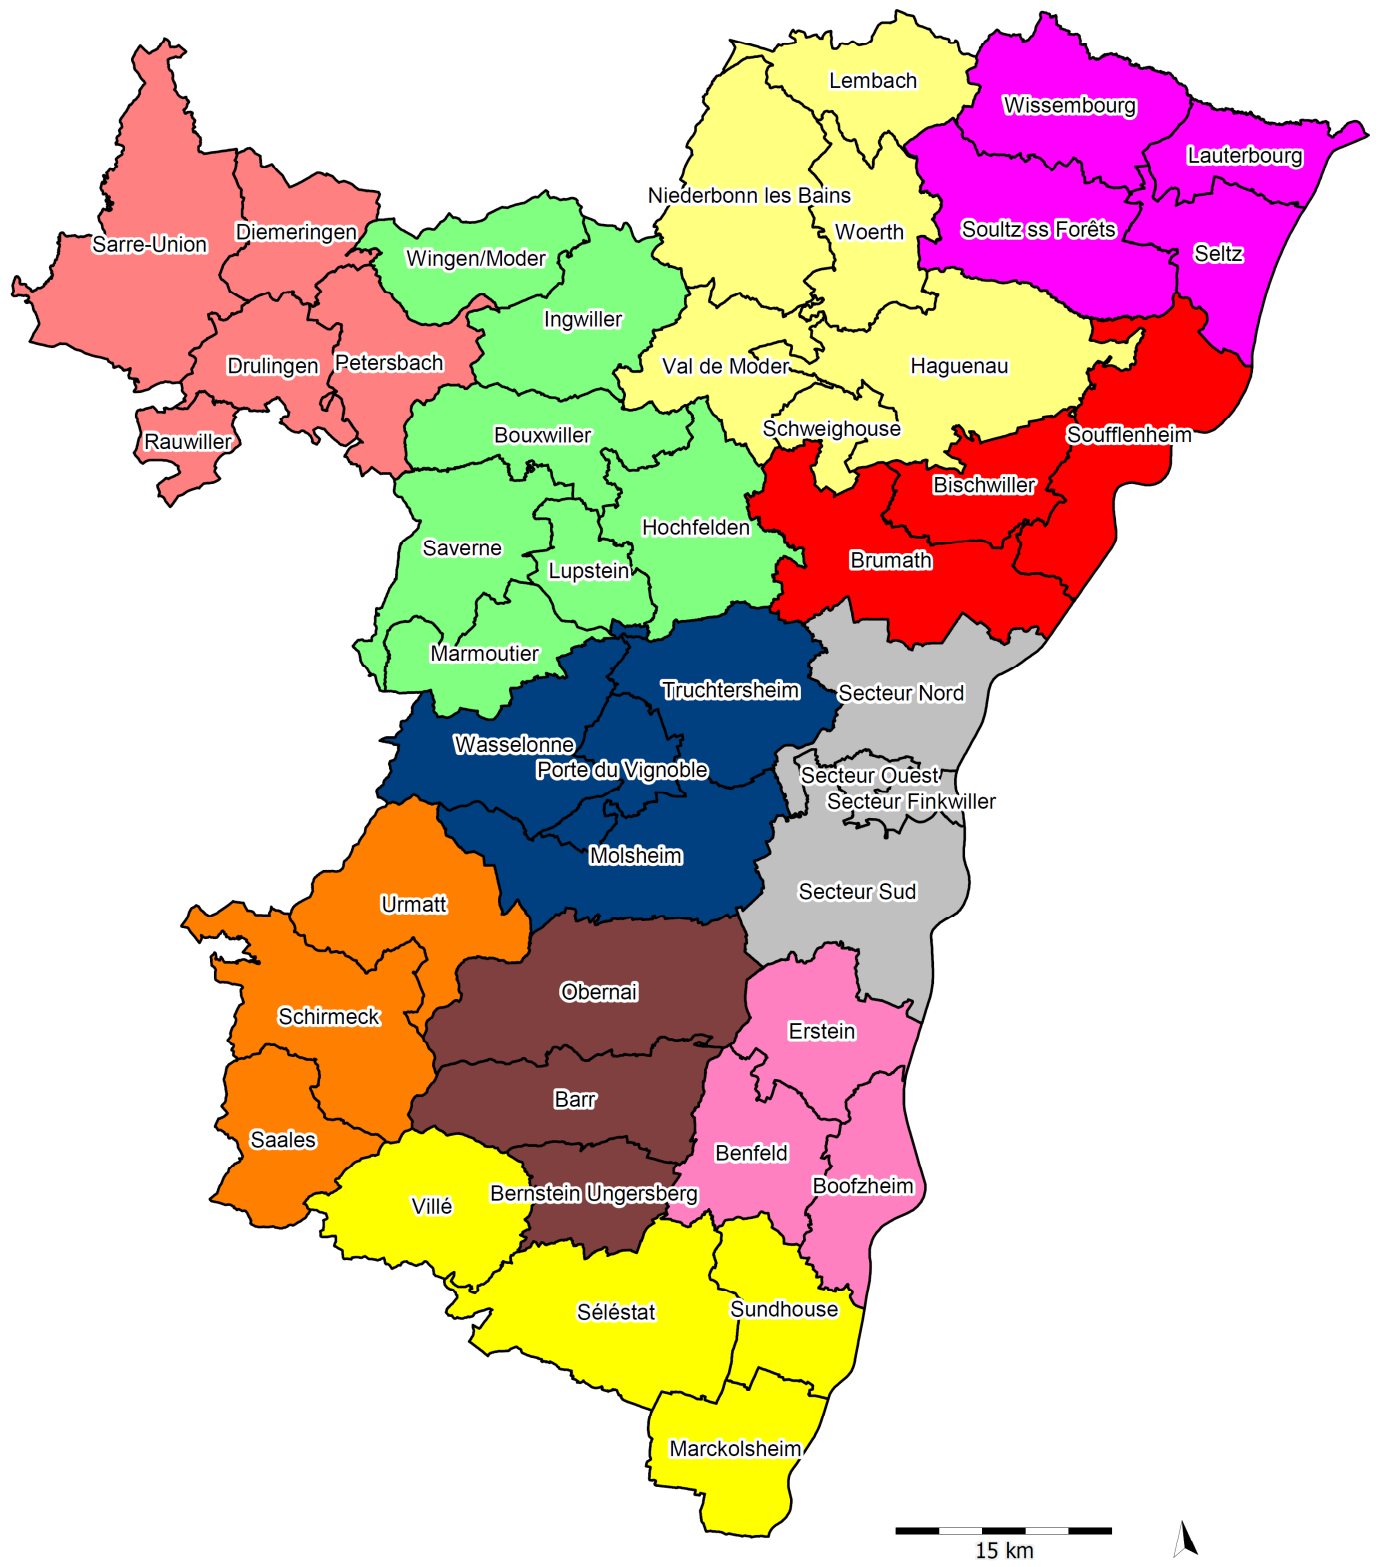 Lembach
Wissembourg
Lauterbourg
Niederbonn les Bains
Woerth
Soultz ss Forêts
Seltz
Sarre-Union
Diemeringen
Wingen/Moder
Ingwiller
Drulingen
Petersbach
Val de Moder
Haguenau
Rauwiller
Bouxwiller
Schweighouse
Soufflenheim
Bischwiller
Hochfelden
Saverne
Lupstein
Brumath
Marmoutier
Truchtersheim
Secteur Nord
Wasselonne
Porte du Vignoble
Secteur Ouest
Secteur Finkwiller
Molsheim
Secteur Sud
Urmatt
Obernai
Schirmeck
Erstein
Barr
Saales
Benfeld
Boofzheim
Villé
Bernstein Ungersberg
Séléstat
Sundhouse
Marckolsheim
15 km